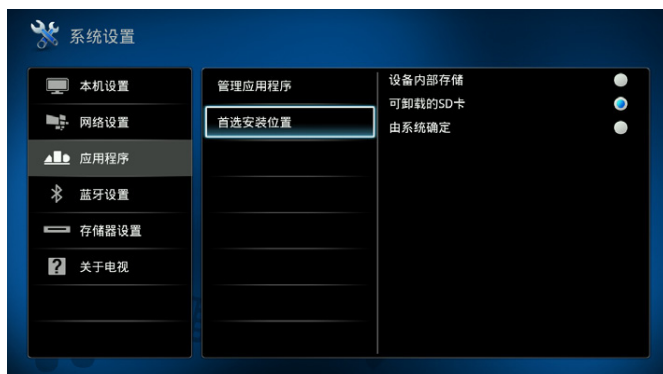 系统设置
本机设置
网络设置
应用程序
蓝牙设置
存储器设置
关于电视
管理应用程序
首选安装位置
设备内部存储
可卸载的SD卡
由系统确定